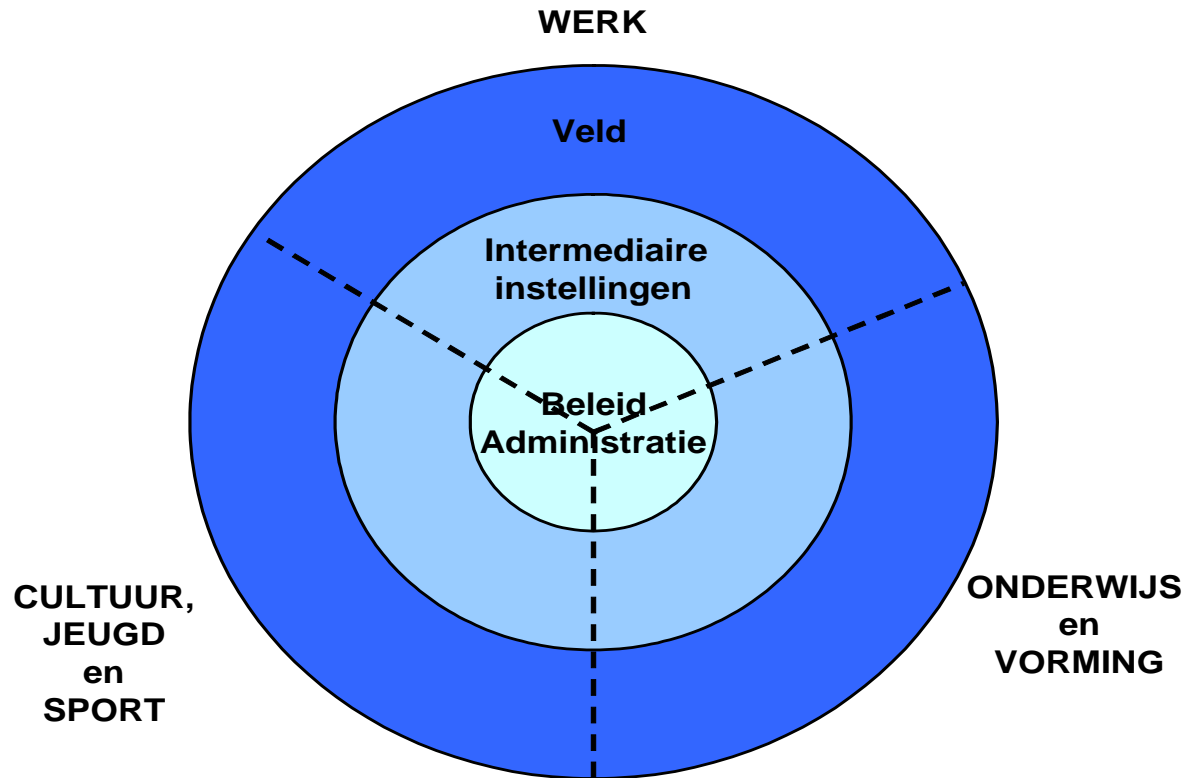 WERK
Veld
Intermediaire
instellingen
Beleid
Administratie
CULTUUR,
JEUGD
en
SPORT
ONDERWIJS
en
VORMING